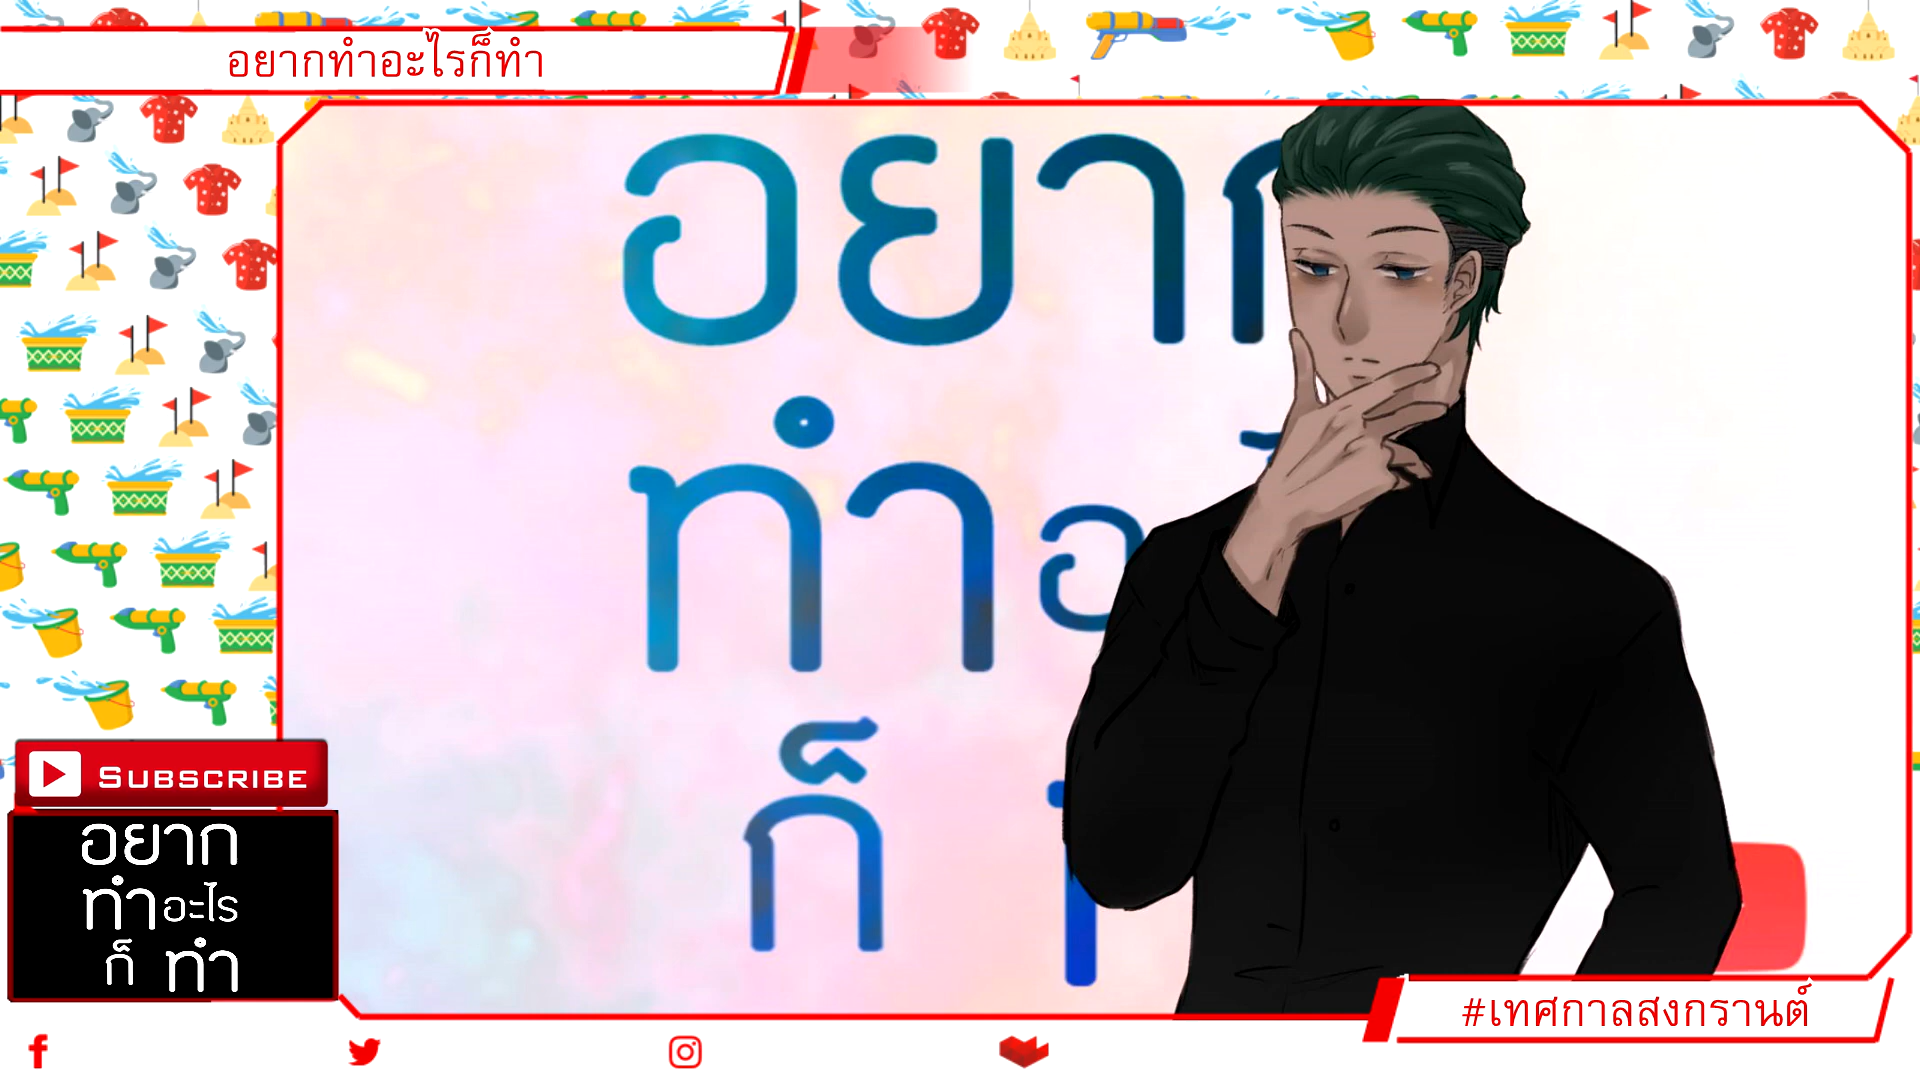 อยากทำอะไรก็ทำ
อยาก
ทำ อ
ก็
SUBSCRIBE
อยาก
ทำอะไร
ก็ ทำ
#เทศกาลสงกรานต์